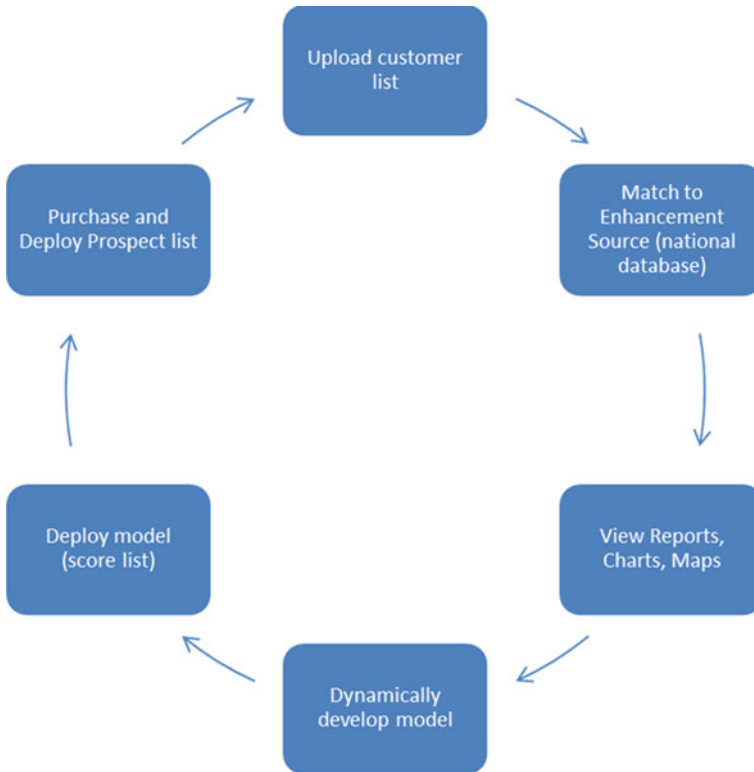 Upload customer
list
Match to
Enhancement
Source (national
database)
View Reports,
Charts, Maps
Dynamically
develop model
Deploy model
(score list)
Purchase and
Deploy Prospect list